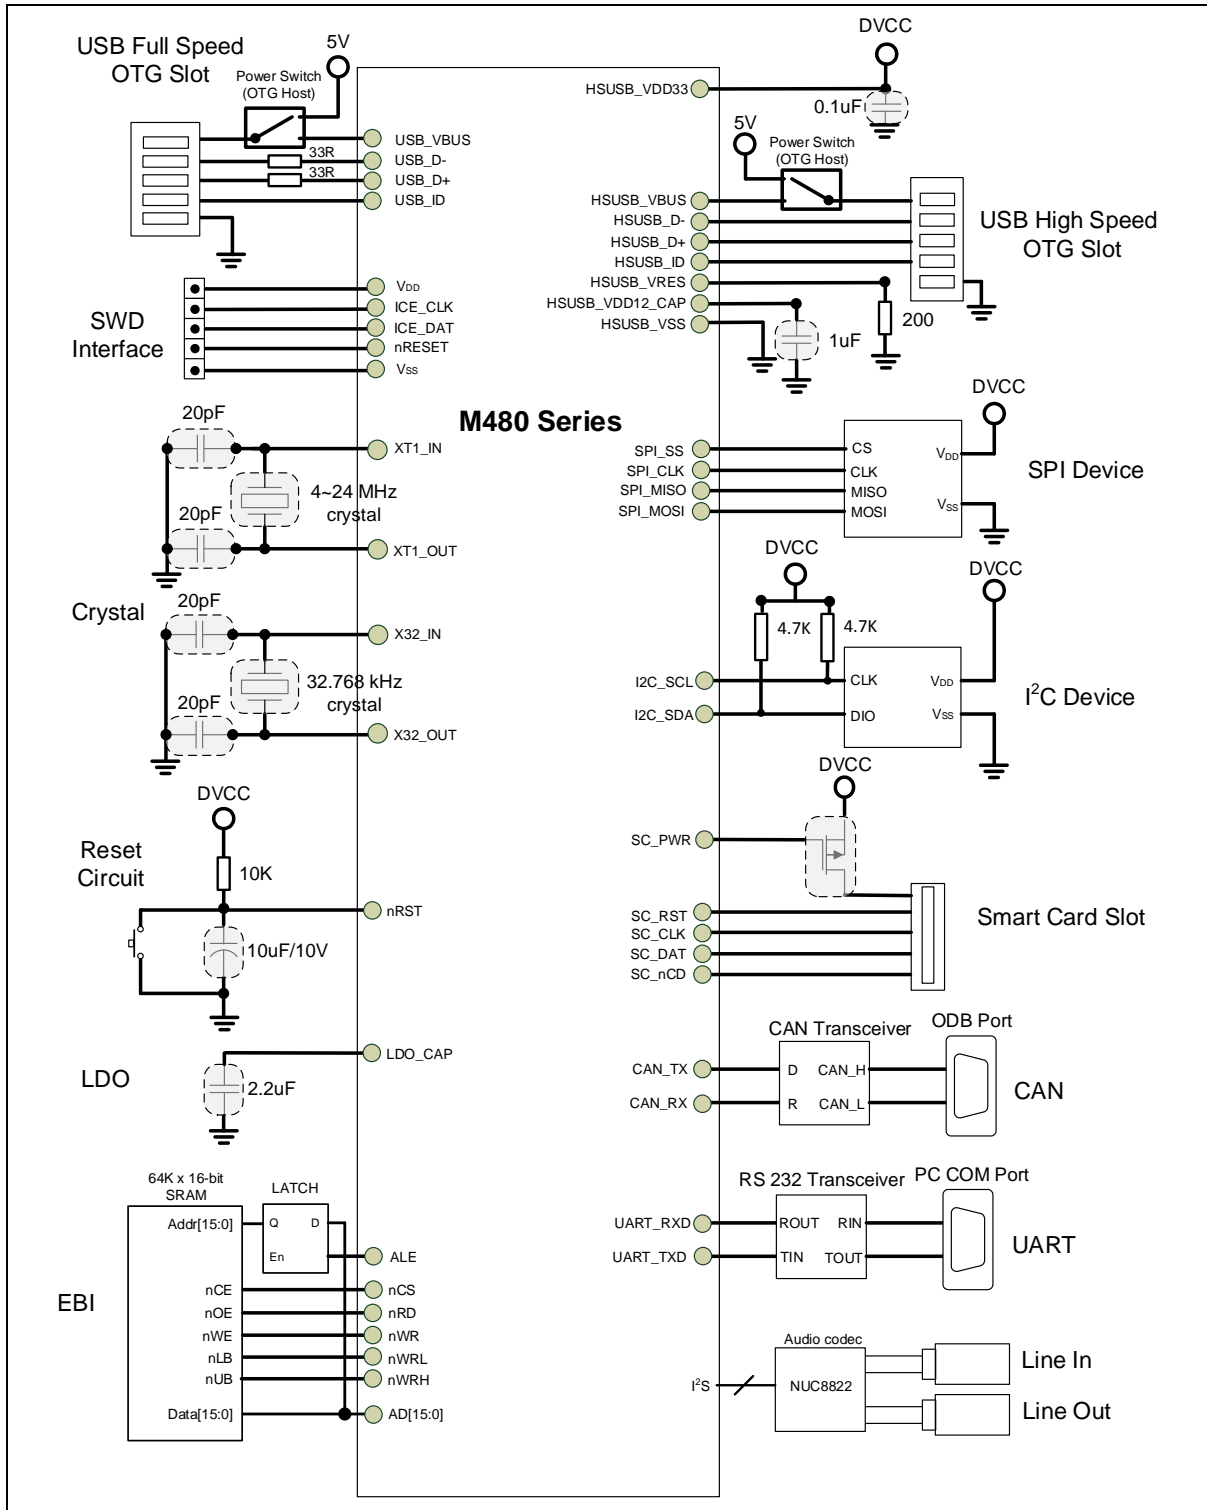 USB Full Speed
OTG Slot
5V
Power Switch
(OTG Host)
33R
33R
USB_VBUS
USB_D-
USB_D+
USB_ID
SWD
Interface
VDD
ICE_CLK
ICE_DAT
nRESET
VSS
M480 Series
20pF
XT1_IN
4~24 MHz
crystal
20pF
XT1_OUT
Crystal
20pF
X32_IN
32.768 kHz
crystal
20pF
X32_OUT
DVCC
Reset
Circuit
10K
nRST
10uF/10V
LDO
LDO_CAP
2.2uF
EBI
64K x 16-bit
SRAM
LATCH
Addr[15:0]
Q
D
En
ALE
nCE
nCS
nOE
nRD
nWE
nWR
nLB
nWRL
nUB
nWRH
Data[15:0]
AD[15:0]
DVCC
HSUSB_VDD33
0.1uF
5V
Power Switch
(OTG Host)
HSUSB_VBUS
HSUSB_D-
HSUSB_D+
HSUSB_ID
HSUSB_VRES
HSUSB_VDD12_CAP
HSUSB_VSS
USB High Speed
OTG Slot
200
1uF
DVCC
SPI_SS
SPI_CLK
SPI_MISO
SPI_MOSI
CS
CLK
MISO
MOSI
VDD
VSS
SPI Device
DVCC
DVCC
4.7K
4.7K
I2C_SCL
I2C_SDA
CLK
DIO
VDD
VSS
I2C Device
DVCC
SC_PWR
SC_RST
SC_CLK
SC_DAT
SC_nCD
Smart Card Slot
CAN Transceiver
ODB Port
CAN_TX
CAN_RX
D
R
CAN_H
CAN_L
CAN
RS 232 Transceiver
PC COM Port
UART_RXD
UART_TXD
ROUT
TIN
RIN
TOUT
UART
Audio codec
I2S
NUC8822
Line In
Line Out